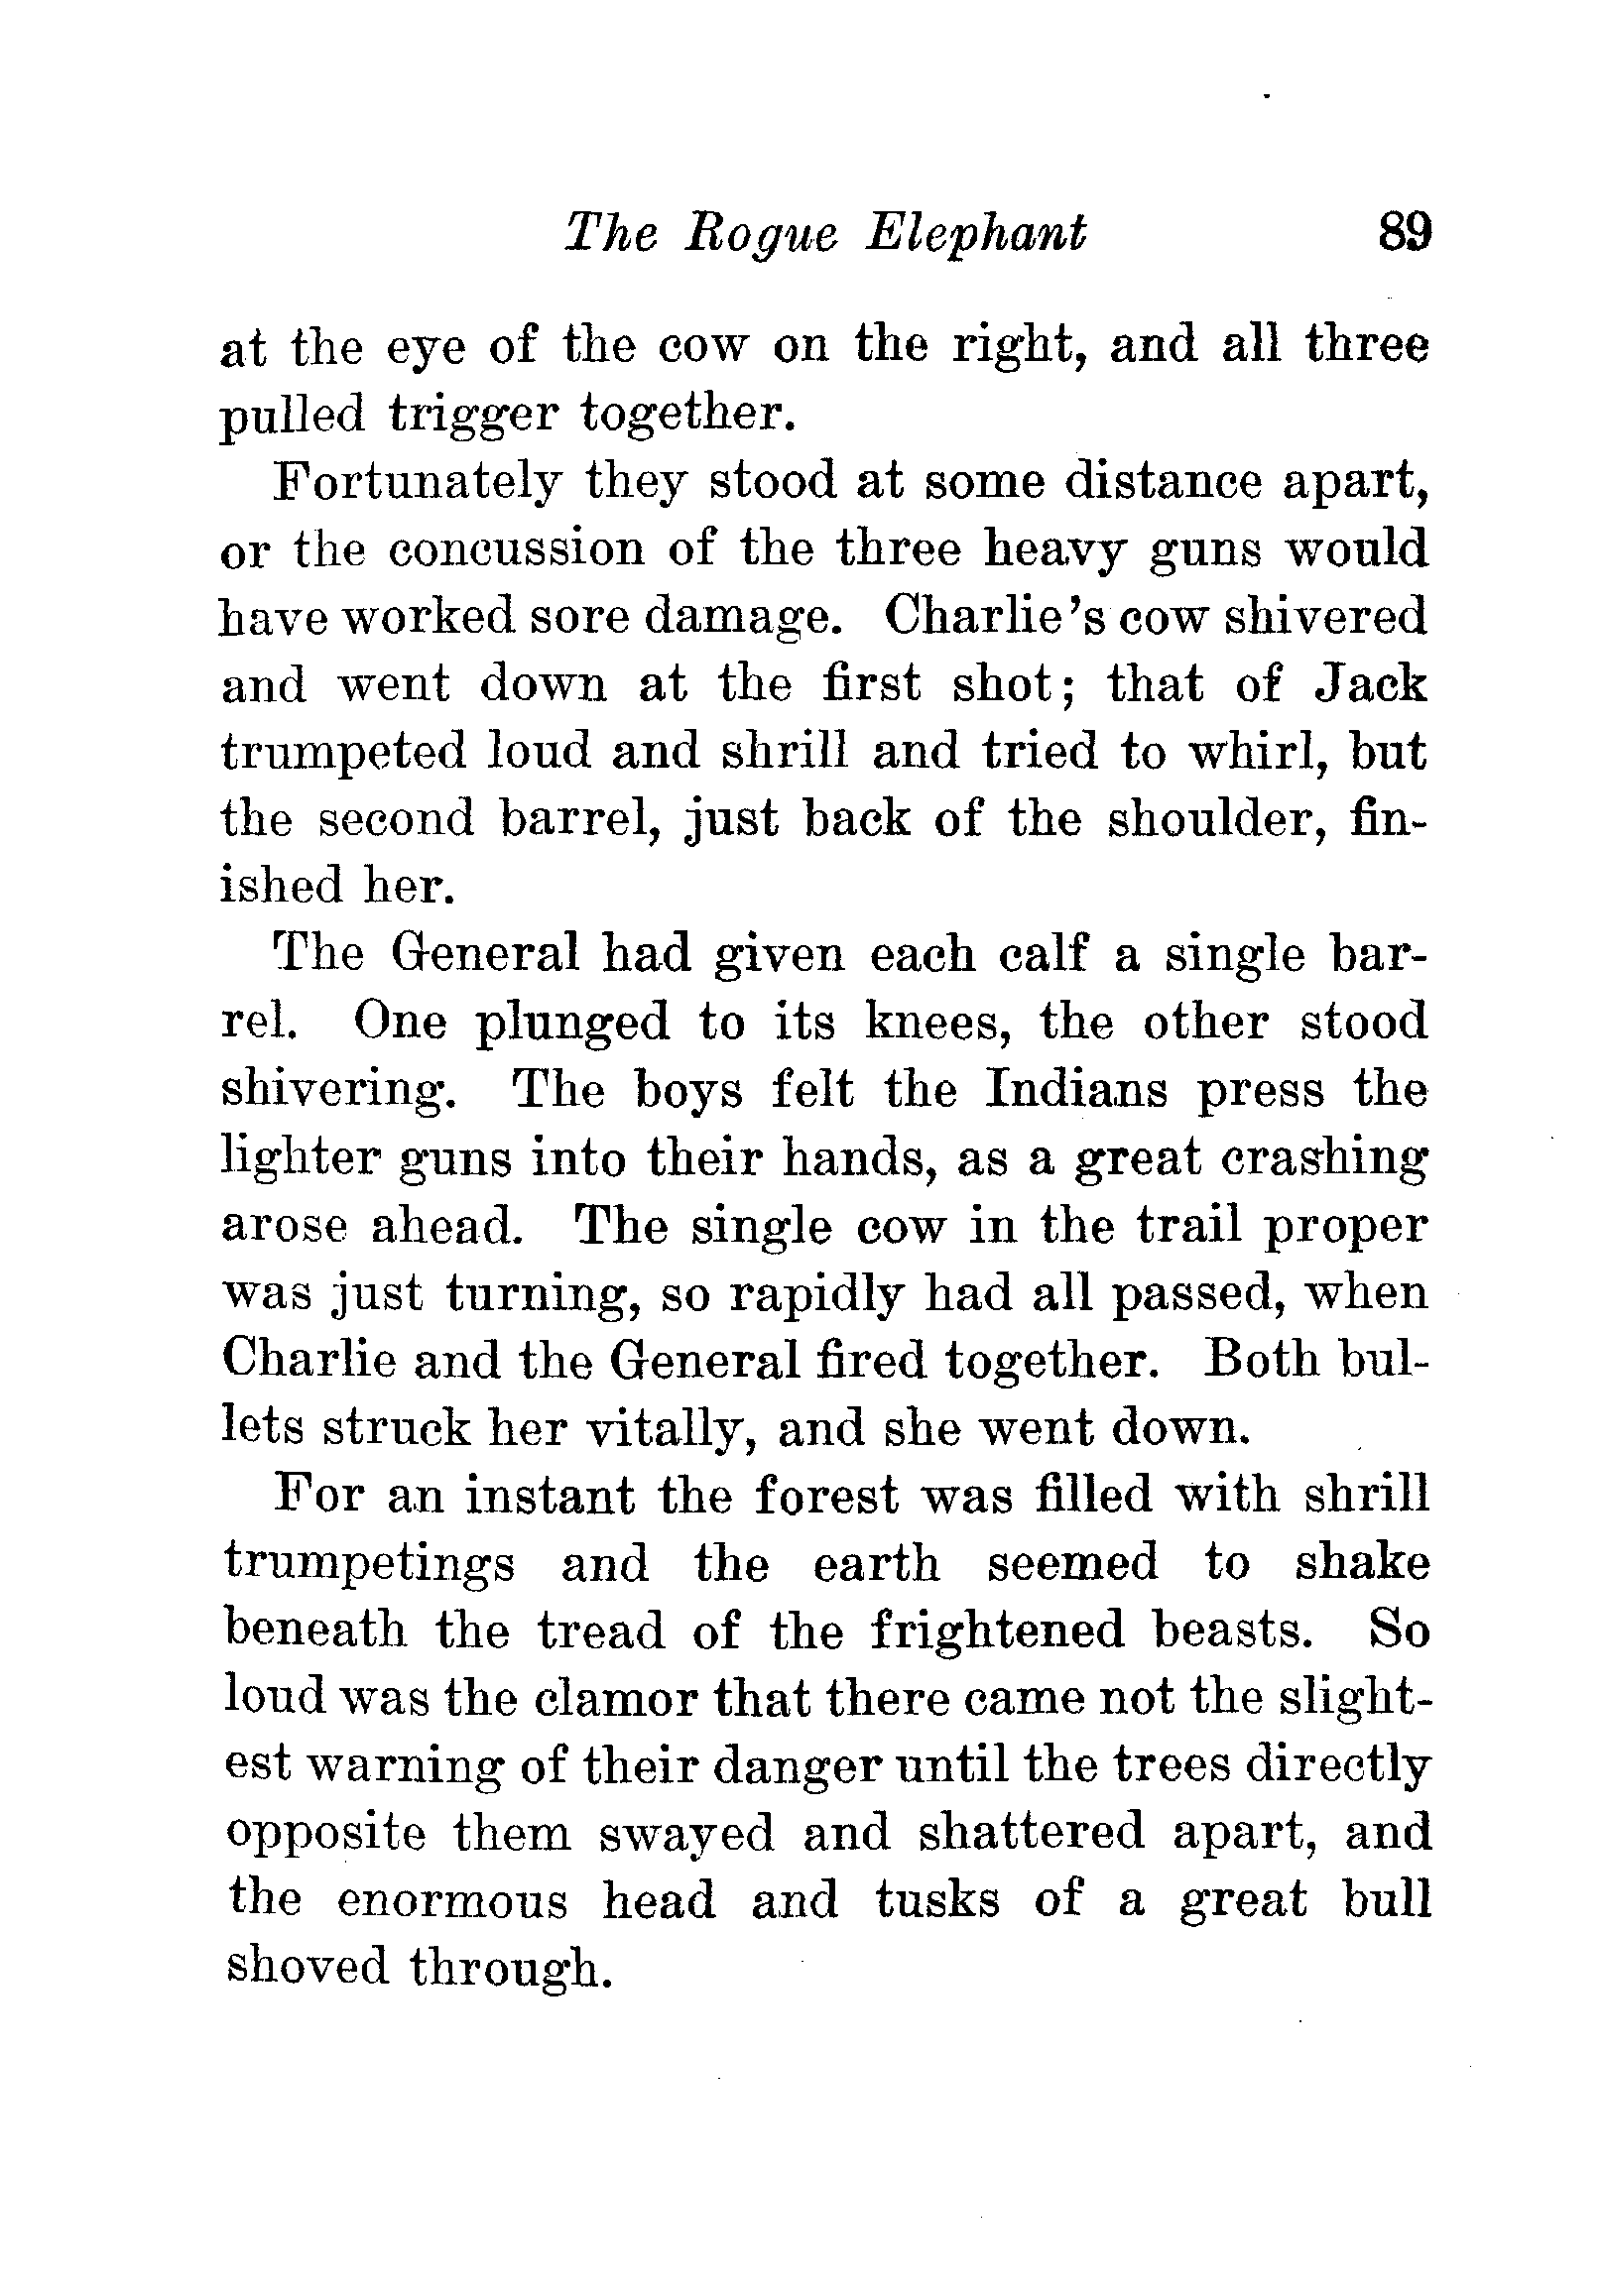 The Rogue Elephant 89
at the eye of the cow on the right, and all three
pulled trigger together.
Fortunately they stood at some distance apart,
or the concussion of the three heavy guns would
have worked sore damage. Charlie's cow shivered
and went down at the first shot; that of Jack
trumpeted loud and shrill and tried to whirl, but
the second barrel, just back of the shoulder, fin-
ished her.
The General had given each calf a single bar-
rel. One plunged to its knees, the other stood
shivering. The boys felt the Indians press the
lighter guns into their hands, as a great crashing
arose ahead. The single cow in the trail proper
was just turning, so rapidly had all passed, when
Charlie and the General fired together. Both bul-
lets struck her vitally, and she went down.
For an instant the forest was filled with shrill
trumpetings and the earth seemed to shake
beneath the tread of the frightened beasts. So
loud was the clamor that there came not the slight-
est warning of their danger until the trees directly
opposite them swayed and shattered apart, and
the enormous head and tusks of a great bull
shoved through.